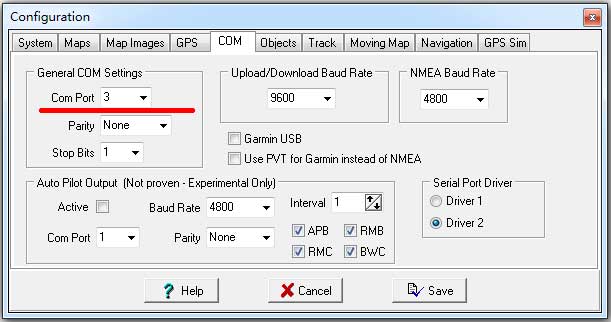 Configuration
System Maps Map Images GPS COM Objects Track Moving Map Navigation GPS Sim
General COM Settings
Com Port 3
Parity None
Stop Bits 1
Upload/Download Baud Rate
9600
NMEA Baud Rate
4800
Garmin USB
Use PVT for Garmin instead of NMEA
Auto Pilot Output (Not proven - Experimental Only)
Active Baud Rate 4800 Interval 1
Com Port 1 Parity None
APB RMB
RMC BWC
Serial Port Driver
Driver 1
Driver 2
? Help Cancel Save